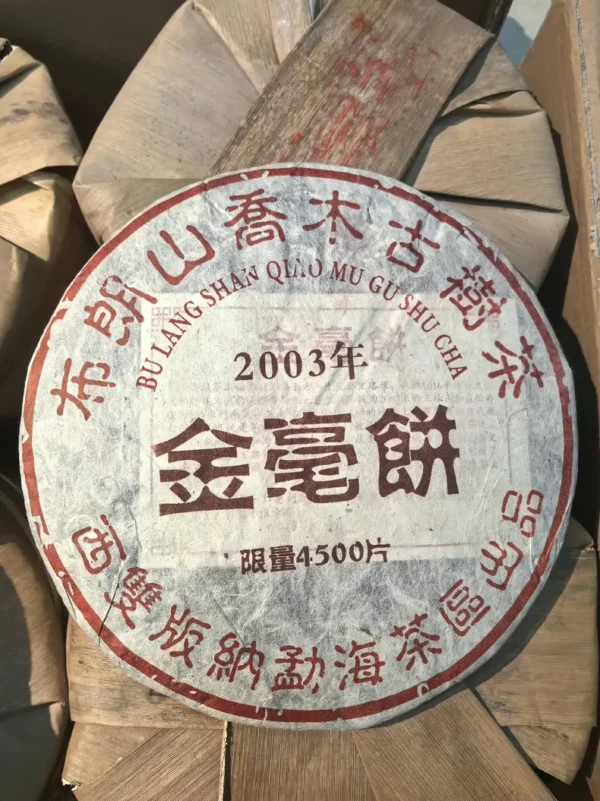 布朗山喬木古樹茶
BU LANG SHAN QIAO MU GU SHU CHA
2003年
金毫餅
限量4500片
西雙版納勐海茶區出品